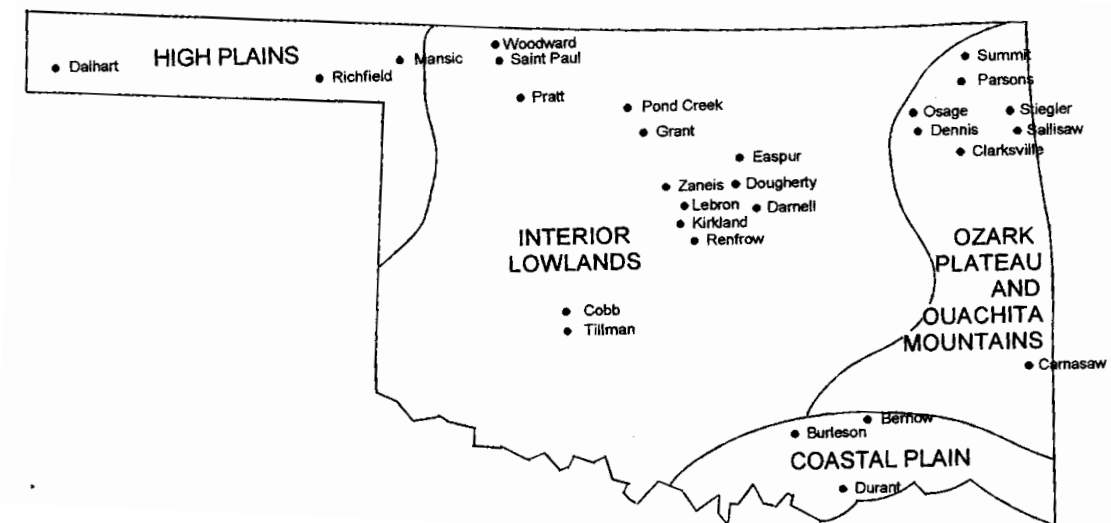 HIGH PLAINS
Dalhart
Richfield
Mansic
Woodward
Saint Paul
Pratt
Pond Creek
Grant
Easpur
Zaneis
Dougherty
Lebron
Darnell
Kirkland
Renfrow
INTERIOR
LOWLANDS
Cobb
Tillman
Summit
Parsons
Osage
Stiegler
Dennis
Sallisaw
Clarksville
OZARK
PLATEAU
AND
OUACHITA
MOUNTAINS
Carnasaw
Bernow
Burleson
COASTAL PLAIN
Durant